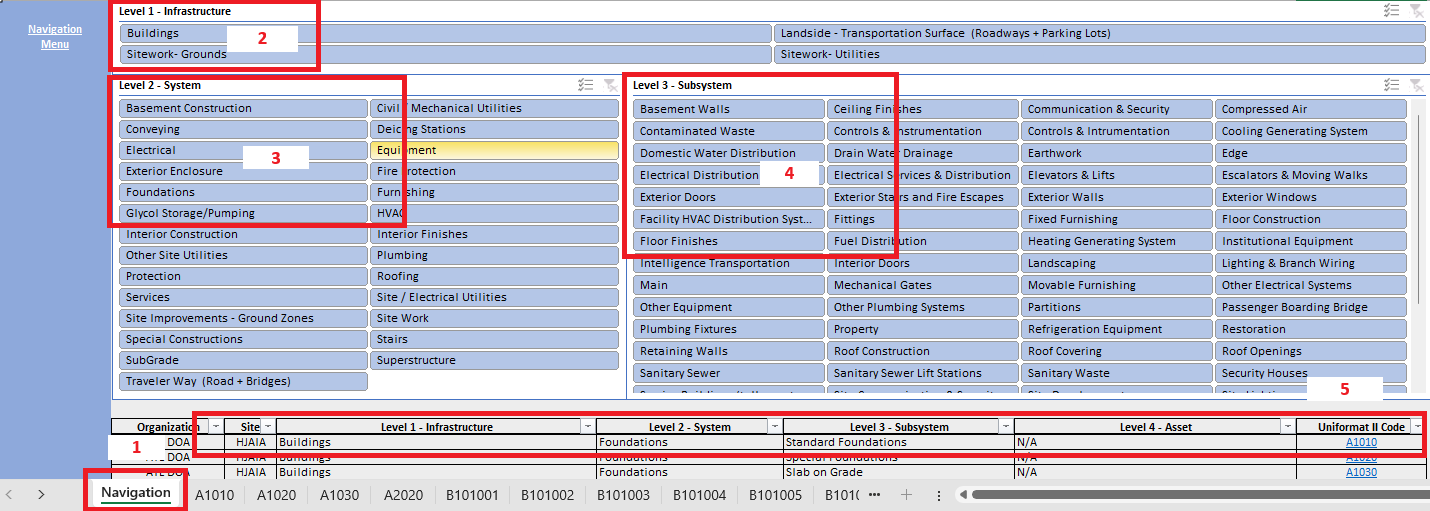 Navigation
Menu
Level 1 - Infrastructure
Buildings
Landside - Transportation Surface (Roadways + Parking Lots)
2
Sitework- Grounds
Sitework- Utilities
Level 2 - System
Basement Construction
Civil / Mechanical Utilities
Conveying
Deicing Stations
Electrical
Equipment
3
Exterior Enclosure
Fire Protection
Foundations
Furnishing
Glycol Storage/Pumping
HVAC
Interior Construction
Interior Finishes
Other Site Utilities
Plumbing
Protection
Roofing
Services
Site / Electrical Utilities
Site Improvements - Ground Zones
Site Work
Special Constructions
Stairs
SubGrade
Superstructure
Traveler Way (Road + Bridges)
Level 3 - Subsystem
Basement Walls
Ceiling Finishes
Communication & Security
Compressed Air
Contaminated Waste
Controls & Instrumentation
Controls & Intrumentation
Cooling Generating System
Domestic Water Distribution
Drain Water Drainage
Earthwork
Edge
4
Electrical Distribution
Electrical Services & Distribution
Elevators & Lifts
Escalators & Moving Walks
Exterior Doors
Exterior Stairs and Fire Escapes
Exterior Walls
Exterior Windows
Facility HVAC Distribution Syst...
Fittings
Fixed Furnishing
Floor Construction
Floor Finishes
Fuel Distribution
Heating Generating System
Institutional Equipment
Intelligence Transportation
Interior Doors
Landscaping
Lighting & Branch Wiring
Main
Mechanical Gates
Movable Furnishing
Other Electrical Systems
Other Equipment
Other Plumbing Systems
Partitions
Passenger Boarding Bridge
Plumbing Fixtures
Property
Refrigeration Equipment
Restoration
Retaining Walls
Roof Construction
Roof Covering
Roof Openings
Sanitary Sewer
Sanitary Sewer Lift Stations
Sanitary Waste
Security Houses
5
Organization Site Level 1 - Infrastructure Level 2 - System Level 3 - Subsystem Level 4 - Asset Uniformat II Code
1
DOA HJAIA Buildings Foundations Standard Foundations N/A A1010
DOA HJAIA Buildings Foundations Special Foundations N/A A1020
ATL DOA HJAIA Buildings Foundations Slab on Grade N/A A1030
Navigation A1010 A1020 A1030 A2020 B101001 B101002 B101003 B101004 B101005 B101( ...